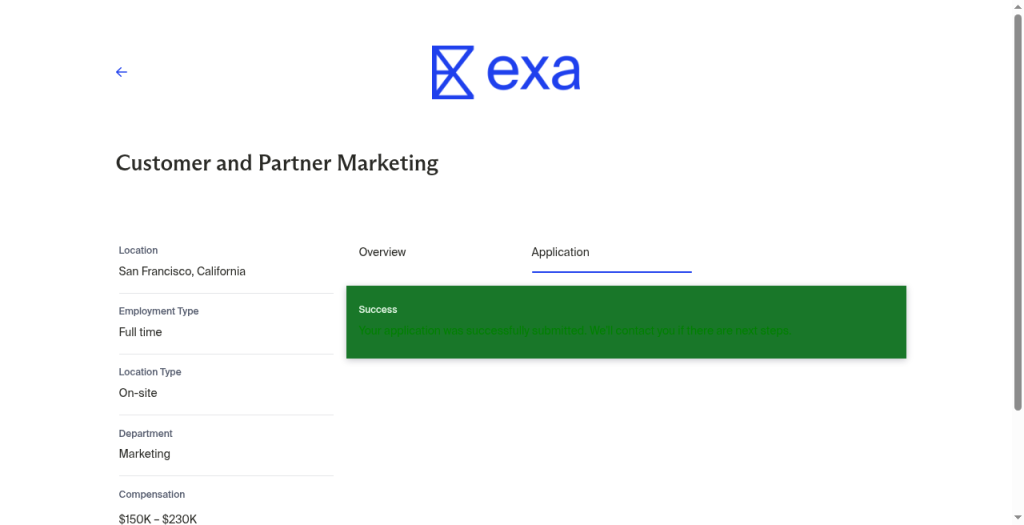 exa
Customer and Partner Marketing
Location
San Francisco, California
Employment Type
Full time
Location Type
On-site
Department
Marketing
Compensation
$150K – $230K
Overview
Application
Success
Your application was successfully submitted. We'll contact you if there are next steps.